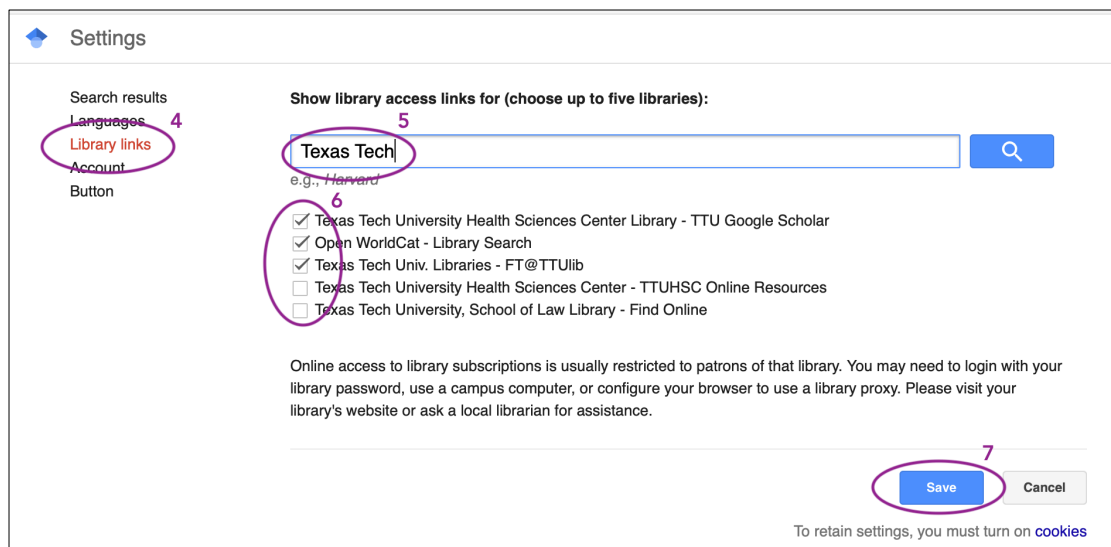 Settings
Search results
Languages 4
Library links
Account
Button
Show library access links for (choose up to five libraries):
5
Texas Tech
e.g., Harvard
6
Texas Tech University Health Sciences Center Library - TTU Google Scholar
Open WorldCat - Library Search
Texas Tech Univ. Libraries - FT@TTUlib
Texas Tech University Health Sciences Center - TTUHSC Online Resources
Texas Tech University, School of Law Library - Find Online
Online access to library subscriptions is usually restricted to patrons of that library. You may need to login with your
library password, use a campus computer, or configure your browser to use a library proxy. Please visit your
library's website or ask a local librarian for assistance.
7
Save Cancel
To retain settings, you must turn on cookies